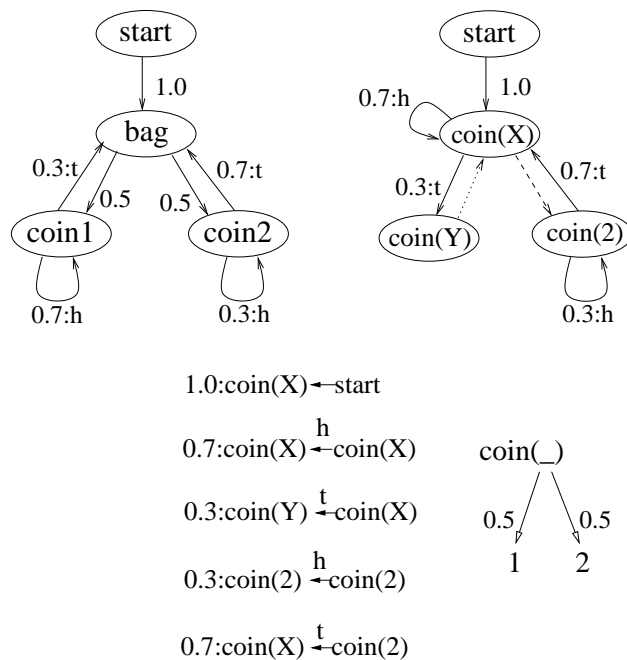 start
1.0
bag
0.3:t
0.5
0.5
0.7:t
coin1
coin2
0.7:h
0.3:h
start
1.0
0.7:h
coin(X)
0.3:t
0.7:t
coin(Y)
coin(2)
0.3:h
1.0:coin(X)←start
0.7:coin(X) ←h coin(X)
0.3:coin(Y) ←t coin(X)
0.3:coin(2) ←h coin(2)
0.7:coin(X) ←t coin(2)
coin(_)
0.5
0.5
1
2